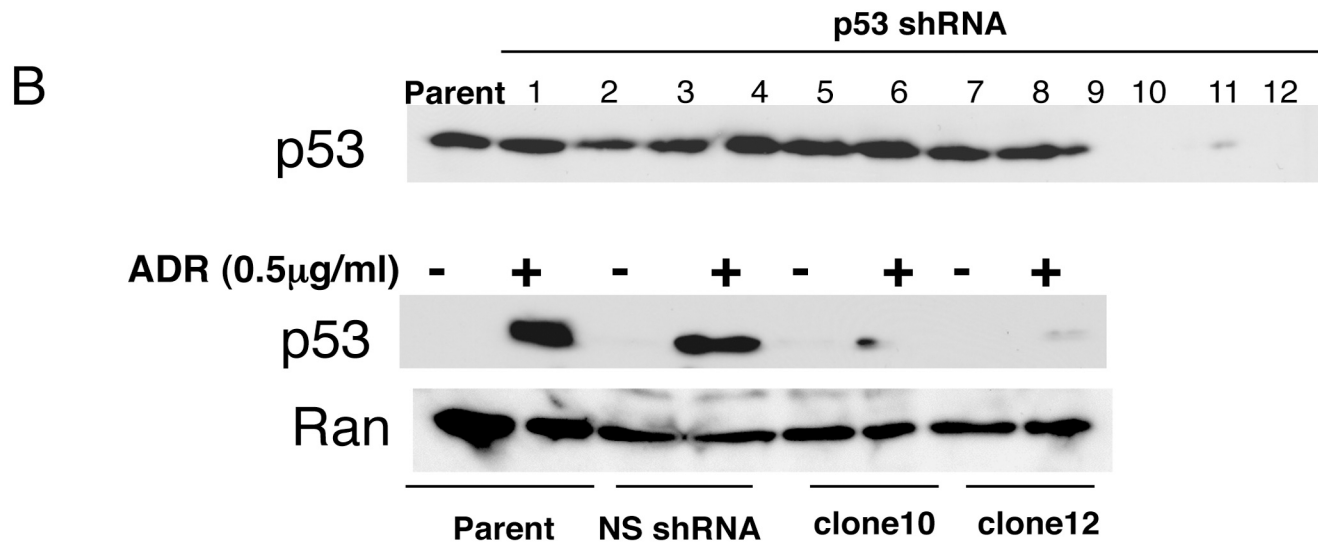 p53 shRNA
B
Parent 1 2 3 4 5 6 7 8 9 10 11 12
p53
ADR (0.5μg/ml) - + - + - + - +
p53
Ran
Parent NS shRNA clone10 clone12